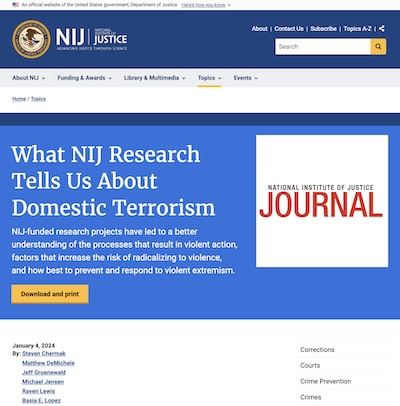 An official website of the United States government, Department of Justice. Here's how you know
About | Contact Us | Subscribe | Topics A-Z |
NIJ NATIONAL INSTITUTE OF JUSTICE
ADVANCING JUSTICE THROUGH SCIENCE
Search
About NIJ Funding & Awards Library & Multimedia Topics Events
Home / Topics
What NIJ Research
Tells Us About
Domestic Terrorism
NIJ-funded research projects have led to a better
understanding of the processes that result in violent action,
factors that increase the risk of radicalizing to violence,
and how best to prevent and respond to violent extremism.
Download and print
NATIONAL INSTITUTE OF JUSTICE
JOURNAL
January 4, 2024
By: Steven Chermak
Matthew DeMichele
Jeff Gruenewald
Michael Jensen
Raven Lewis
Basia E. Lopez
Corrections
Courts
Crime Prevention
Crimes